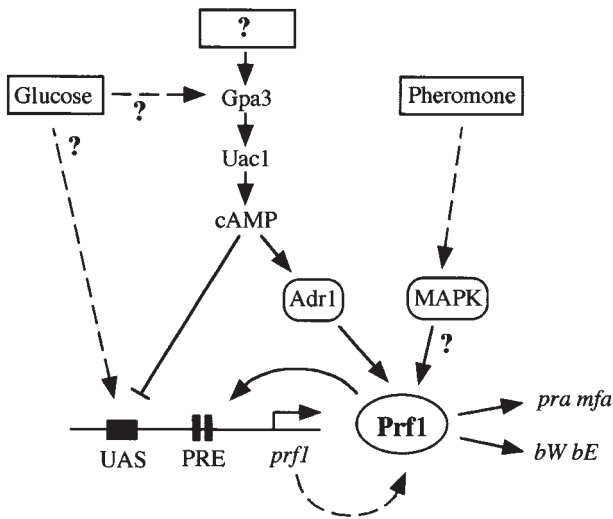 ?
Glucose
?
Gpa3
Pheromone
?
Uac1
cAMP
Adr1
MAPK
?
Prf1
pra mfa
bW bE
UAS
PRE
prf1